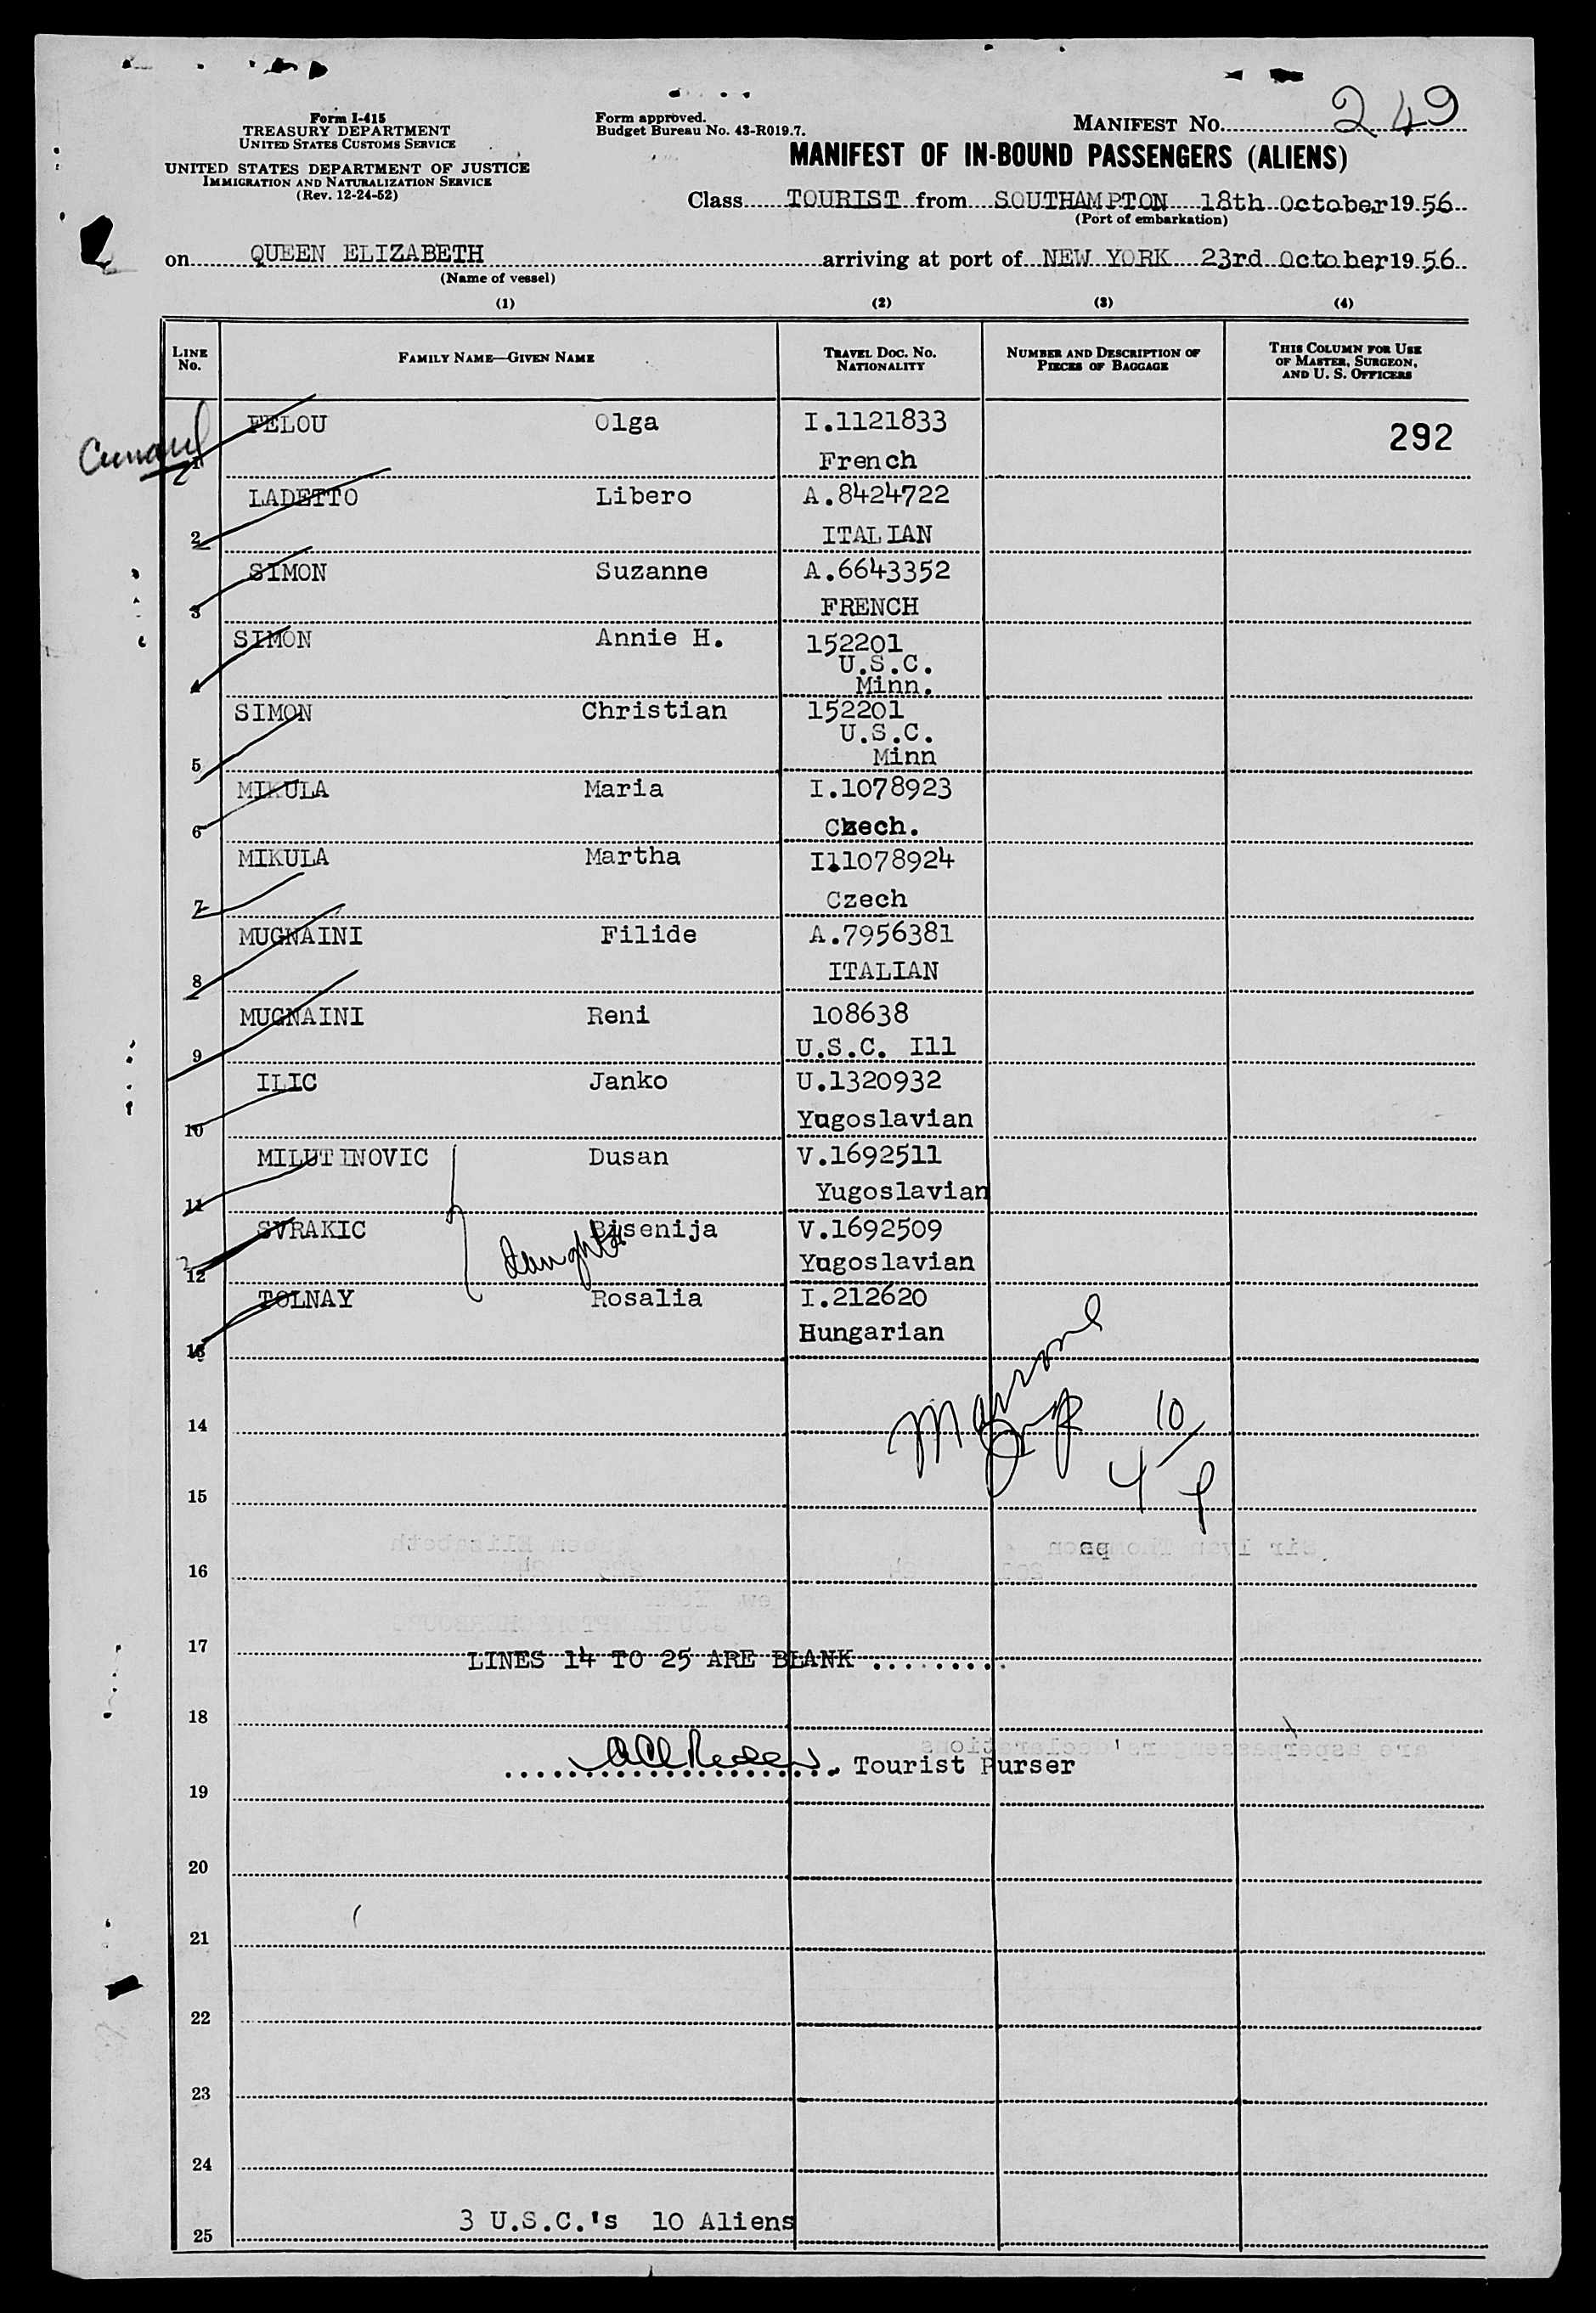 Form I-415
TREASURY DEPARTMENT
UNITED STATES CUSTOMS SERVICE
UNITED STATES DEPARTMENT OF JUSTICE
IMMIGRATION AND NATURALIZATION SERVICE
(Rev. 12-24-52)
Form approved.
Budget Bureau No. 43-R019.7.
MANIFEST NO. 249
MANIFEST OF IN-BOUND PASSENGERS (ALIENS)
Class TOURIST from SOUTHAMPTON 18th October 1956
(Port of embarkation)
on QUEEN ELIZABETH arriving at port of NEW YORK 23rd October 1956
(Name of vessel)
(1) (2) (3) (4)
LINE No. FAMILY NAME—GIVEN NAME TRAVEL DOC. NO. NATIONALITY NUMBER AND DESCRIPTION OF PIECES OF BAGGAGE THIS COLUMN FOR USE OF MASTER, SURGEON, AND U. S. OFFICERS
Cunard
1 PELOU Olga I.1121833 292
French
2 LADETTO Libero A.8424722
ITALIAN
3 SIMON Suzanne A.6643352
FRENCH
4 SIMON Annie H. 152201
U.S.C.
Minn.
5 SIMON Christian 152201
U.S.C.
Minn
6 MIKULA Maria I.1078923
Czech.
7 MIKULA Martha I.1078924
Czech
8 MUGNAINI Filide A.7956381
ITALIAN
9 MUGNAINI Reni 108638
U.S.C. Ill
10 ILIC Janko U.1320932
Yugoslavian
11 MILUTINOVIC Dusan V.1692511
Yugoslavian
12 SVRAKIC Bisenija V.1692509
daughter
Yugoslavian
13 TOLNAY Rosalia I.212620
Hungarian
14
10
4 p
15
16
17
LINES 14 TO 25 ARE BLANK .........
18
Tourist Purser
19
20
21
22
23
24
25 3 U.S.C.'s 10 Aliens